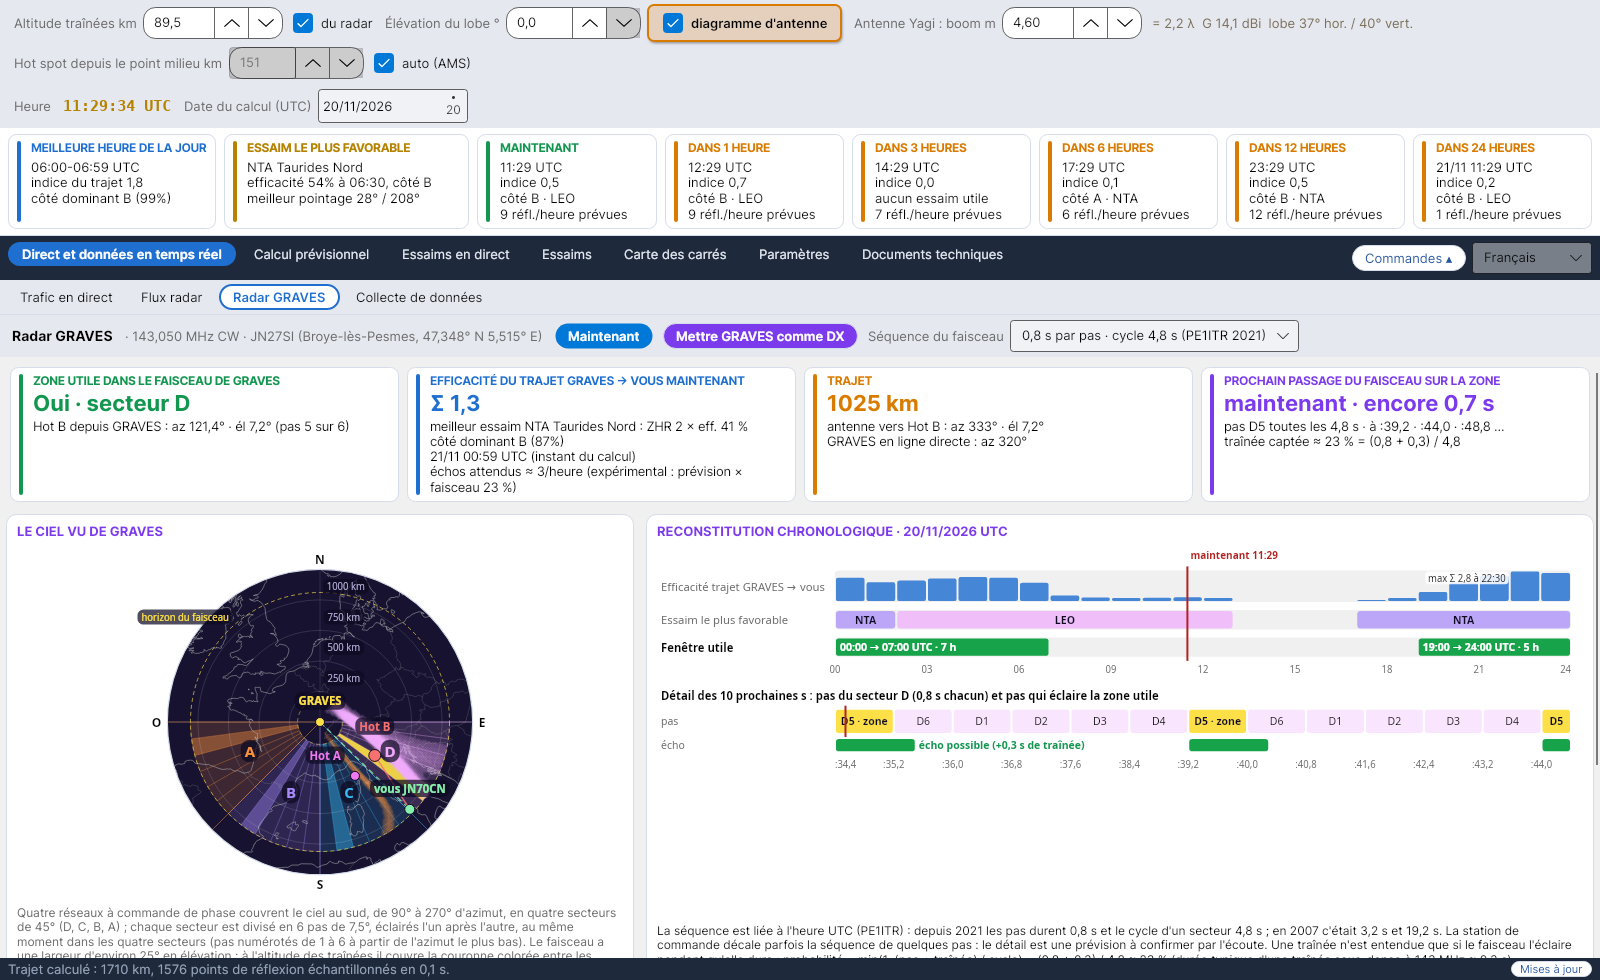 Altitude traînées km 89,5 du radar Élévation du lobe ° 0,0 diagramme d'antenne Antenne Yagi : boom m 4,60 = 2,2 λ G 14,1 dBi lobe 37° hor. / 40° vert.
Hot spot depuis le point milieu km 151 auto (AMS)
Heure 11:29:34 UTC Date du calcul (UTC) 20/11/2026 20
MEILLEURE HEURE DE LA JOUR
06:00-06:59 UTC
indice du trajet 1,8
côté dominant B (99%)
ESSAIM LE PLUS FAVORABLE
NTA Taurides Nord
efficacité 54% à 06:30, côté B
meilleur pointage 28° / 208°
MAINTENANT
11:29 UTC
indice 0,5
côté B · LEO
9 réfl./heure prévues
DANS 1 HEURE
12:29 UTC
indice 0,7
côté B · LEO
9 réfl./heure prévues
DANS 3 HEURES
14:29 UTC
indice 0,0
aucun essaim utile
7 réfl./heure prévues
DANS 6 HEURES
17:29 UTC
indice 0,1
côté A · NTA
6 réfl./heure prévues
DANS 12 HEURES
23:29 UTC
indice 0,5
côté B · NTA
12 réfl./heure prévues
DANS 24 HEURES
21/11 11:29 UTC
indice 0,2
côté B · LEO
1 réfl./heure prévues
Direct et données en temps réel Calcul prévisionnel Essaims en direct Essaims Carte des carrés Paramètres Documents techniques Commandes ▴ Français
Trafic en direct Flux radar Radar GRAVES Collecte de données
Radar GRAVES · 143,050 MHz CW · JN27SI (Broye-lès-Pesmes, 47,348° N 5,515° E) Maintenant Mettre GRAVES comme DX Séquence du faisceau 0,8 s par pas · cycle 4,8 s (PE1ITR 2021)
ZONE UTILE DANS LE FAISCEAU DE GRAVES
Oui · secteur D
Hot B depuis GRAVES : az 121,4° · él 7,2° (pas 5 sur 6)
EFFICACITÉ DU TRAJET GRAVES → VOUS MAINTENANT
Σ 1,3
meilleur essaim NTA Taurides Nord : ZHR 2 × eff. 41 %
côté dominant B (87%)
21/11 00:59 UTC (instant du calcul)
échos attendus ≈ 3/heure (expérimental : prévision ×
faisceau 23 %)
TRAJET
1025 km
antenne vers Hot B : az 333° · él 7,2°
GRAVES en ligne directe : az 320°
PROCHAIN PASSAGE DU FAISCEAU SUR LA ZONE
maintenant · encore 0,7 s
pas D5 toutes les 4,8 s · à :39,2 · :44,0 · :48,8 ...
traînée captée ≈ 23 % = (0,8 + 0,3) / 4,8
LE CIEL VU DE GRAVES
N
1000 km
horizon du faisceau
750 km
500 km
250 km
GRAVES
O
E
Hot B
Hot A
A
D
B
C
vous JN70CN
S
Quatre réseaux à commande de phase couvrent le ciel au sud, de 90° à 270° d'azimut, en quatre secteurs
de 45° (D, C, B, A) ; chaque secteur est divisé en 6 pas de 7,5°, éclairés l'un après l'autre, au même
moment dans les quatre secteurs (pas numérotés de 1 à 6 à partir de l'azimut le plus bas). Le faisceau a
une largeur d'environ 25° en élévation : à l'altitude des traînées il couvre la couronne colorée entre les
RECONSTITUTION CHRONOLOGIQUE · 20/11/2026 UTC
maintenant 11:29
Efficacité trajet GRAVES → vous max Σ 2,8 à 22:30
Essaim le plus favorable NTA LEO NTA
Fenêtre utile 00:00 → 07:00 UTC · 7 h 19:00 → 24:00 UTC · 5 h
00 03 06 09 12 15 18 21 24
Détail des 10 prochaines s : pas du secteur D (0,8 s chacun) et pas qui éclaire la zone utile
pas D5 · zone D6 D1 D2 D3 D4 D5 · zone D6 D1 D2 D3 D4 D5
écho écho possible (+0,3 s de traînée)
:34,4 :35,2 :36,0 :36,8 :37,6 :38,4 :39,2 :40,0 :40,8 :41,6 :42,4 :43,2 :44,0
La séquence est liée à l'heure UTC (PE1ITR) : depuis 2021 les pas durent 0,8 s et le cycle d'un secteur 4,8 s ; en 2007 c'était 3,2 s et 19,2 s. La station de
commande décale parfois la séquence de quelques pas : le détail est une prévision à confirmer par l'écoute. Une traînée n'est entendue que si le faisceau l'éclaire
Trajet calculé : 1710 km, 1576 points de réflexion échantillonnés en 0,1 s. Mises à jour